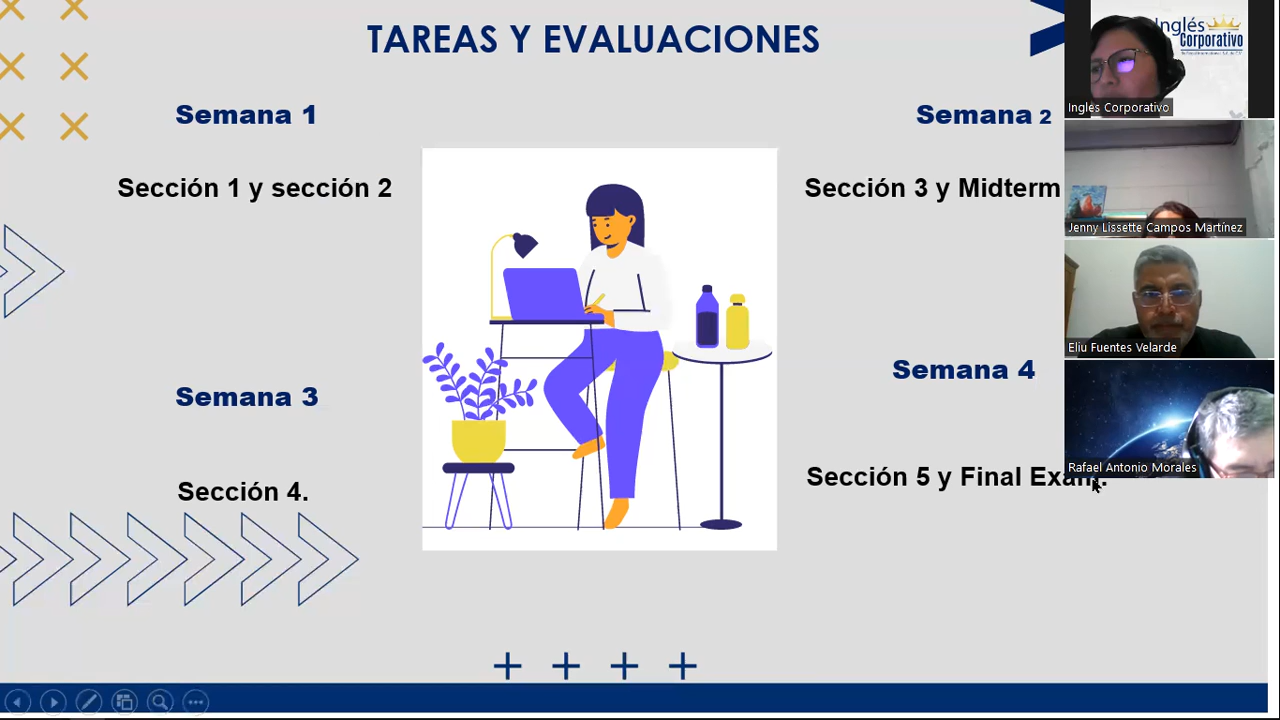 TAREAS Y EVALUACIONES
Semana 1
Sección 1 y sección 2
Semana 2
Sección 3 y Midterm
Semana 3
Sección 4.
Semana 4
Sección 5 y Final Exam.
Inglés
Corporativo
Ingles Corporativo
Jenny Lissette Campos Martínez
Eliu Fuentes Velarde
Rafael Antonio Morales